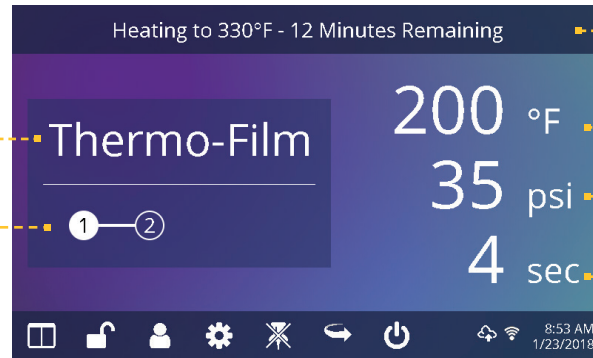 Heating to 330°F - 12 Minutes Remaining
Thermo-Film
1 2
200 °F
35 psi
4 sec
8:53 AM
1/23/2018